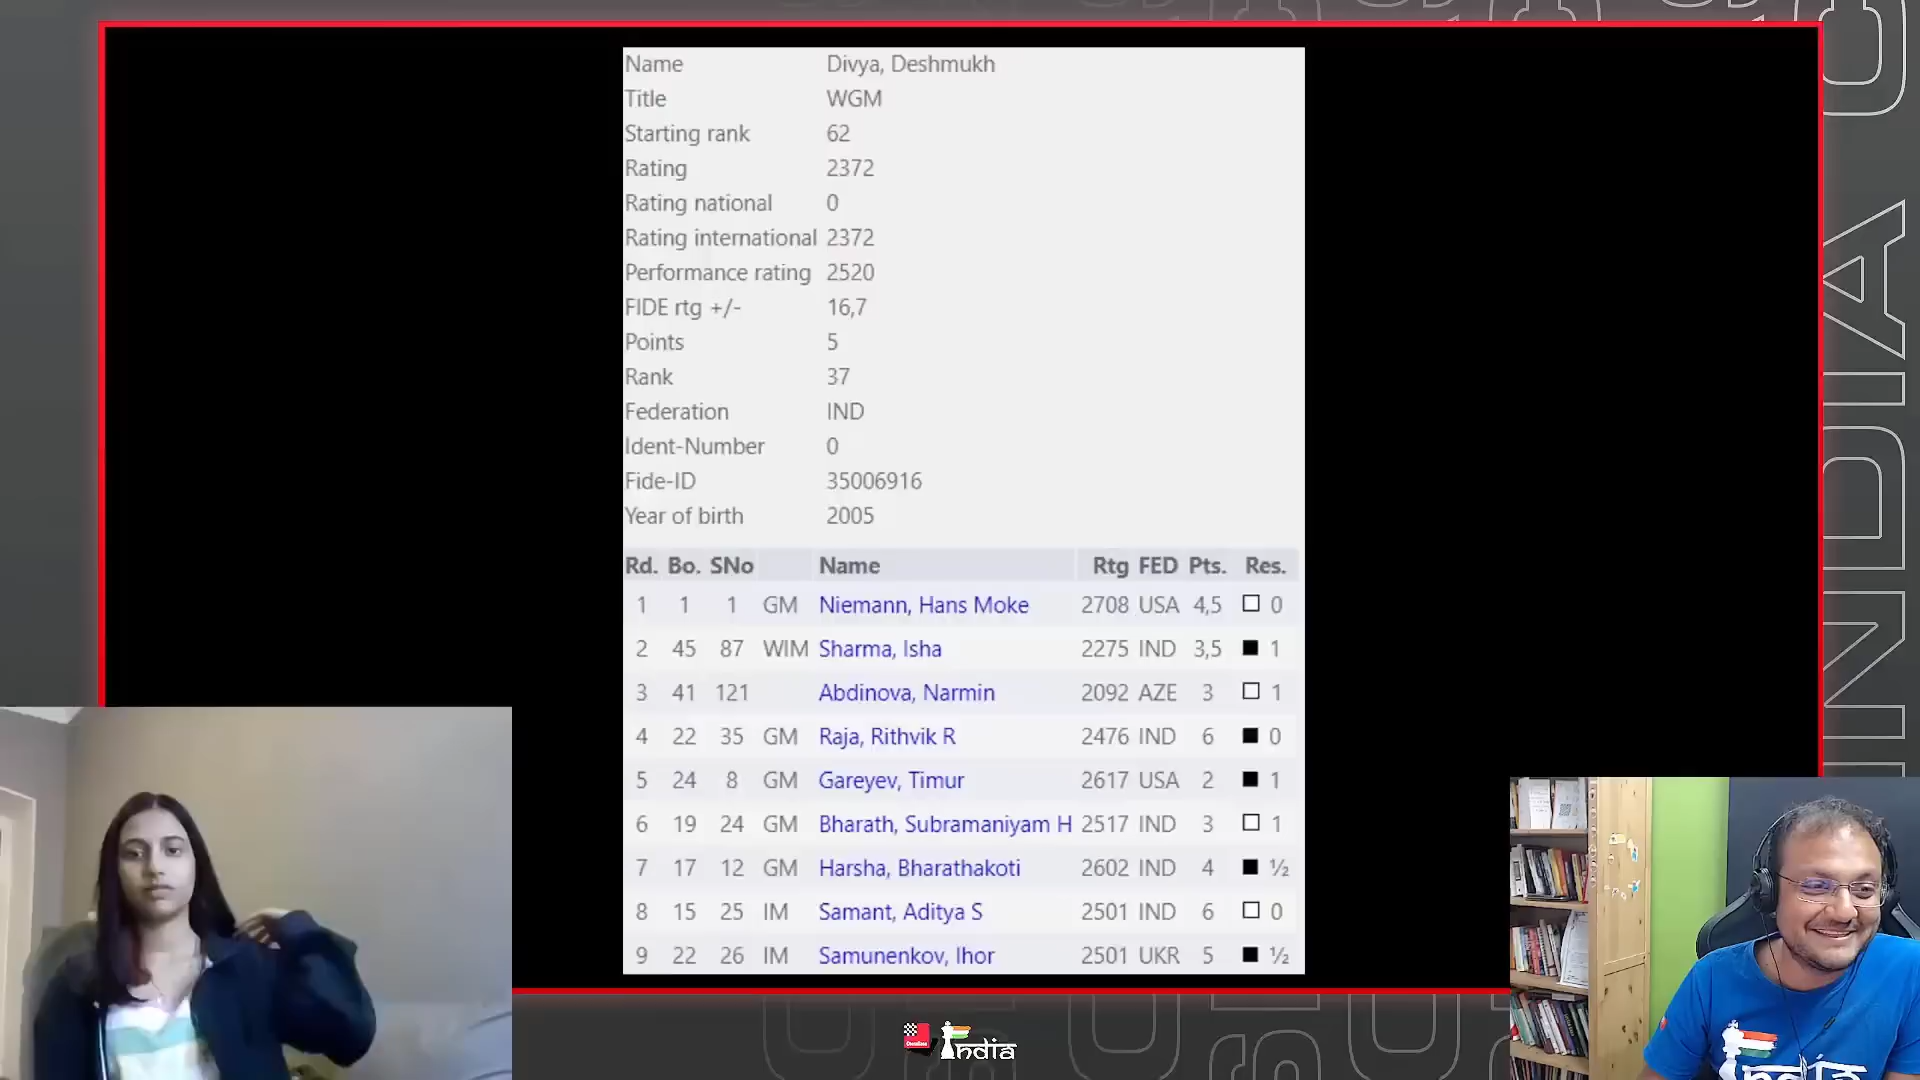 Name Divya, Deshmukh
Title WGM
Starting rank 62
Rating 2372
Rating national 0
Rating international 2372
Performance rating 2520
FIDE rtg +/- 16,7
Points 5
Rank 37
Federation IND
Ident-Number 0
Fide-ID 35006916
Year of birth 2005
Rd. Bo. SNo Name Rtg FED Pts. Res.
1 1 1 GM Niemann, Hans Moke 2708 USA 4,5 0
2 45 87 WIM Sharma, Isha 2275 IND 3,5 1
3 41 121 Abdinova, Narmin 2092 AZE 3 1
4 22 35 GM Raja, Rithvik R 2476 IND 6 0
5 24 8 GM Gareyev, Timur 2617 USA 2 1
6 19 24 GM Bharath, Subramaniyam H 2517 IND 3 1
7 17 12 GM Harsha, Bharathakoti 2602 IND 4 ½
8 15 25 IM Samant, Aditya S 2501 IND 6 0
9 22 26 IM Samunenkov, Ihor 2501 UKR 5 ½
INDIA
India